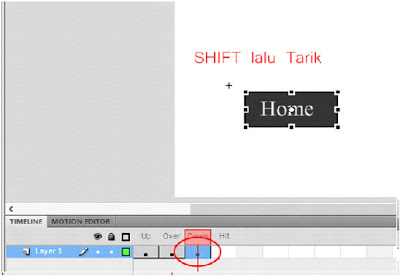 SHIFT lalu Tarik
Home
TIMELINE MOTION EDITOR
Up Over Down Hit
Layer 1